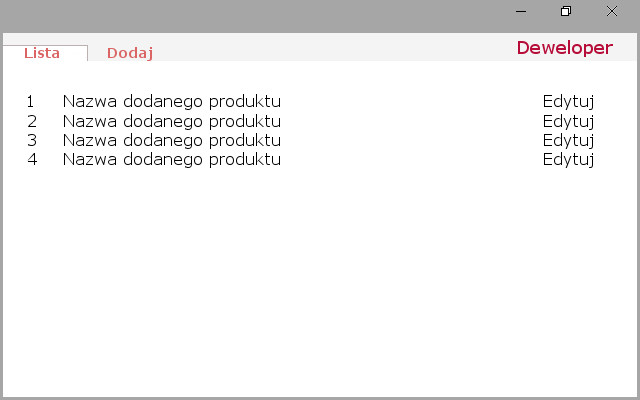 Lista Dodaj Deweloper
1 Nazwa dodanego produktu Edytuj
2 Nazwa dodanego produktu Edytuj
3 Nazwa dodanego produktu Edytuj
4 Nazwa dodanego produktu Edytuj